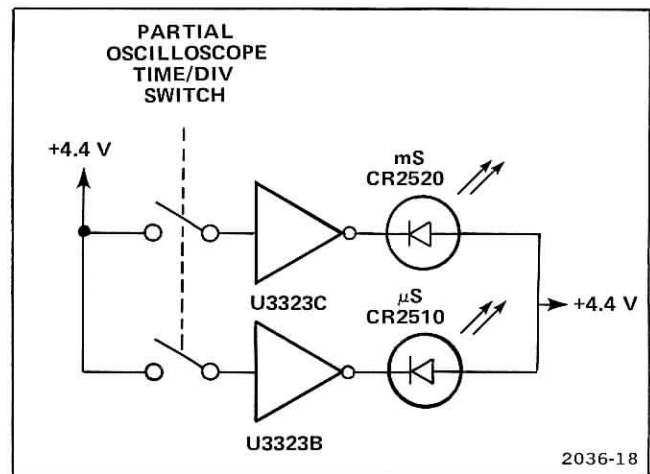 PARTIAL
OSCILLOSCOPE
TIME/DIV
SWITCH
+4.4 V
mS
CR2520
U3323C
μS
CR2510
+4.4 V
U3323B
2036-18